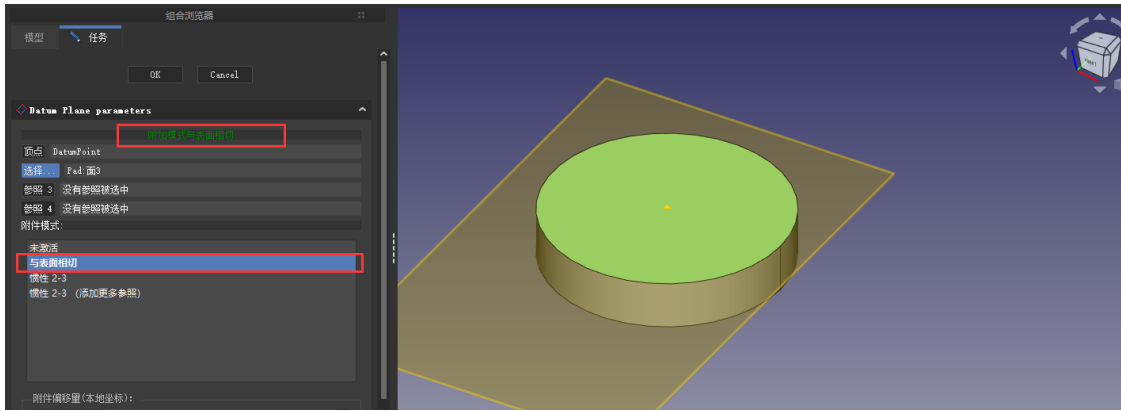 组合浏览器
模型 任务
OK Cancel
Datum Plane parameters
附加模式与表面相切
顶点 DatumPoint
选择... Pad:面3
参照 3 没有参照被选中
参照 4 没有参照被选中
附件模式:
未激活
与表面相切
惯性 2-3
惯性 2-3 (添加更多参照)
附件偏移量(本地坐标):